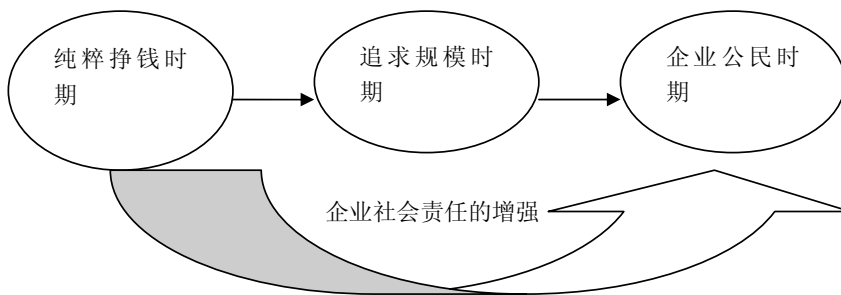 纯粹挣钱时
期
追求规模时
期
企业公民时
期
企业社会责任的增强